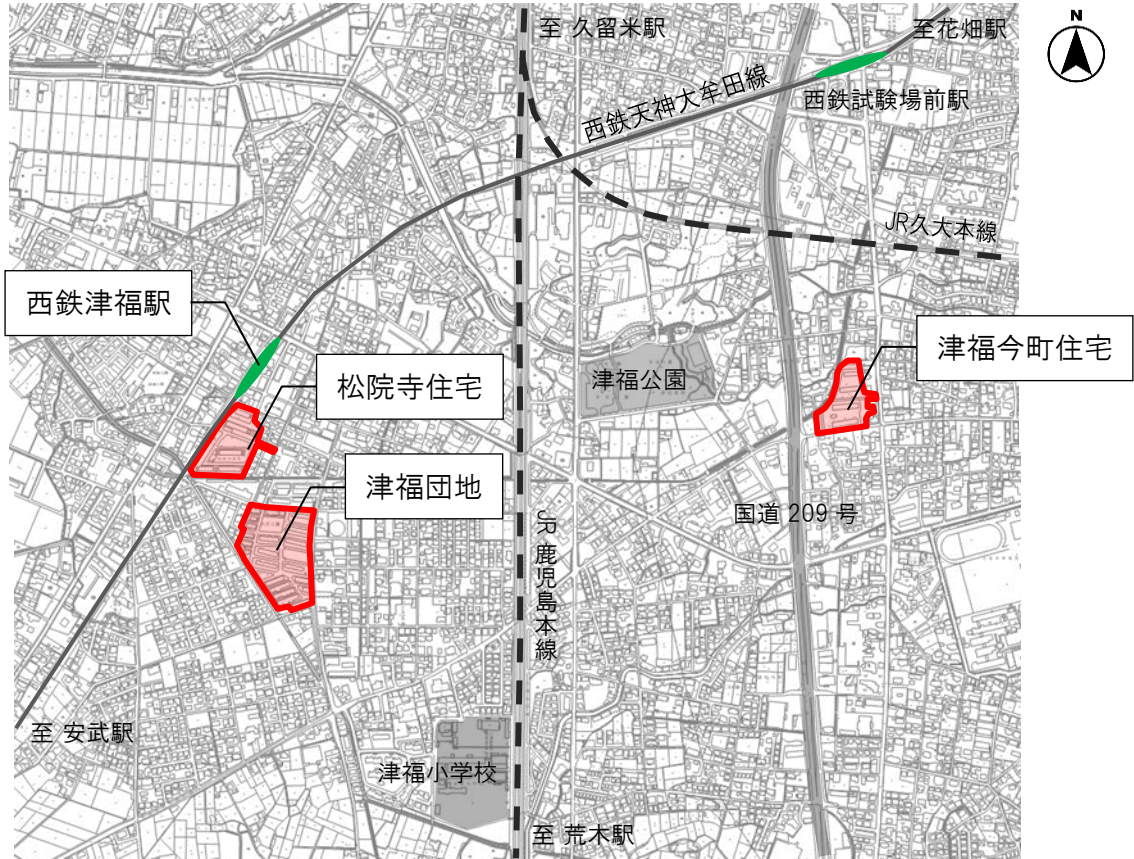 N
至 久留米駅
至花畑駅
西鉄天神大牟田線
西鉄試験場前駅
JR久大本線
西鉄津福駅
津福今町住宅
松院寺住宅
津福公園
津福団地
国道 209 号
JR 鹿児島本線
至 安武駅
津福小学校
至 荒木駅